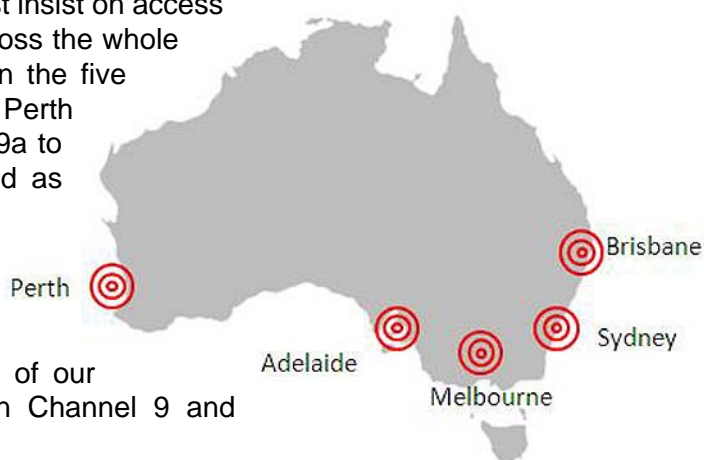 st insist on access
oss the whole
n the five
Perth
9a to
d as
Brisbane
Perth
Sydney
Adelaide
of our
Melbourne
n Channel 9 and